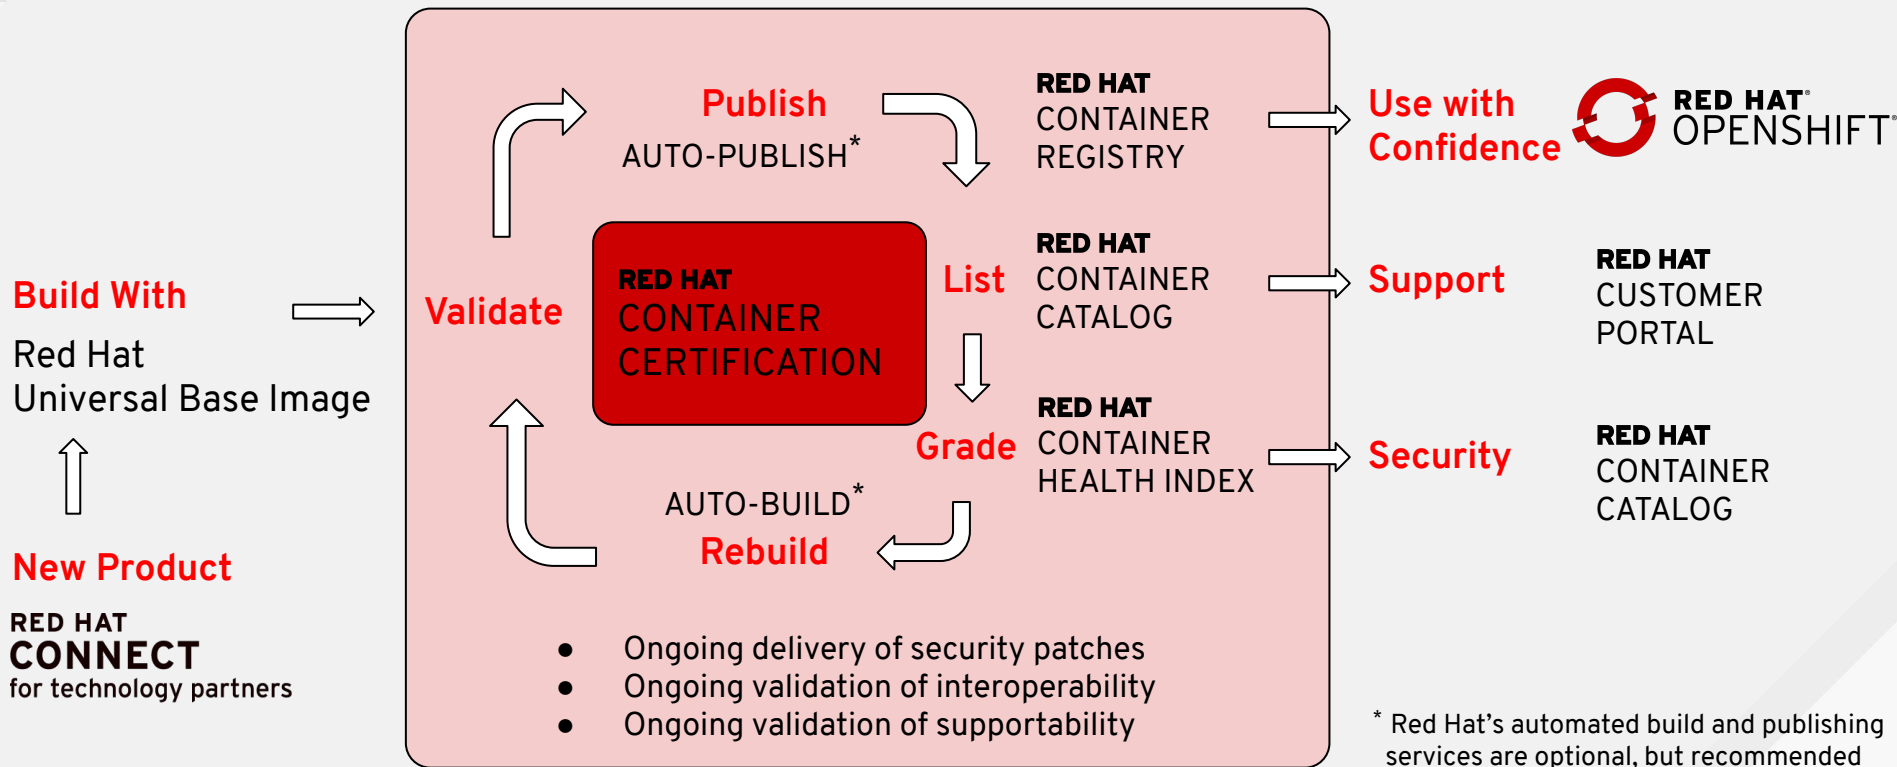 Build With
Red Hat
Universal Base Image
New Product
RED HAT
CONNECT
for technology partners
Validate
Publish
AUTO-PUBLISH*
RED HAT
CONTAINER
CERTIFICATION
AUTO-BUILD*
Rebuild
RED HAT
CONTAINER
REGISTRY
List
RED HAT
CONTAINER
CATALOG
Grade
RED HAT
CONTAINER
HEALTH INDEX
● Ongoing delivery of security patches
● Ongoing validation of interoperability
● Ongoing validation of supportability
Use with
Confidence
RED HAT®
OPENSHIFT®
Support
RED HAT
CUSTOMER
PORTAL
Security
RED HAT
CONTAINER
CATALOG
* Red Hat's automated build and publishing
services are optional, but recommended